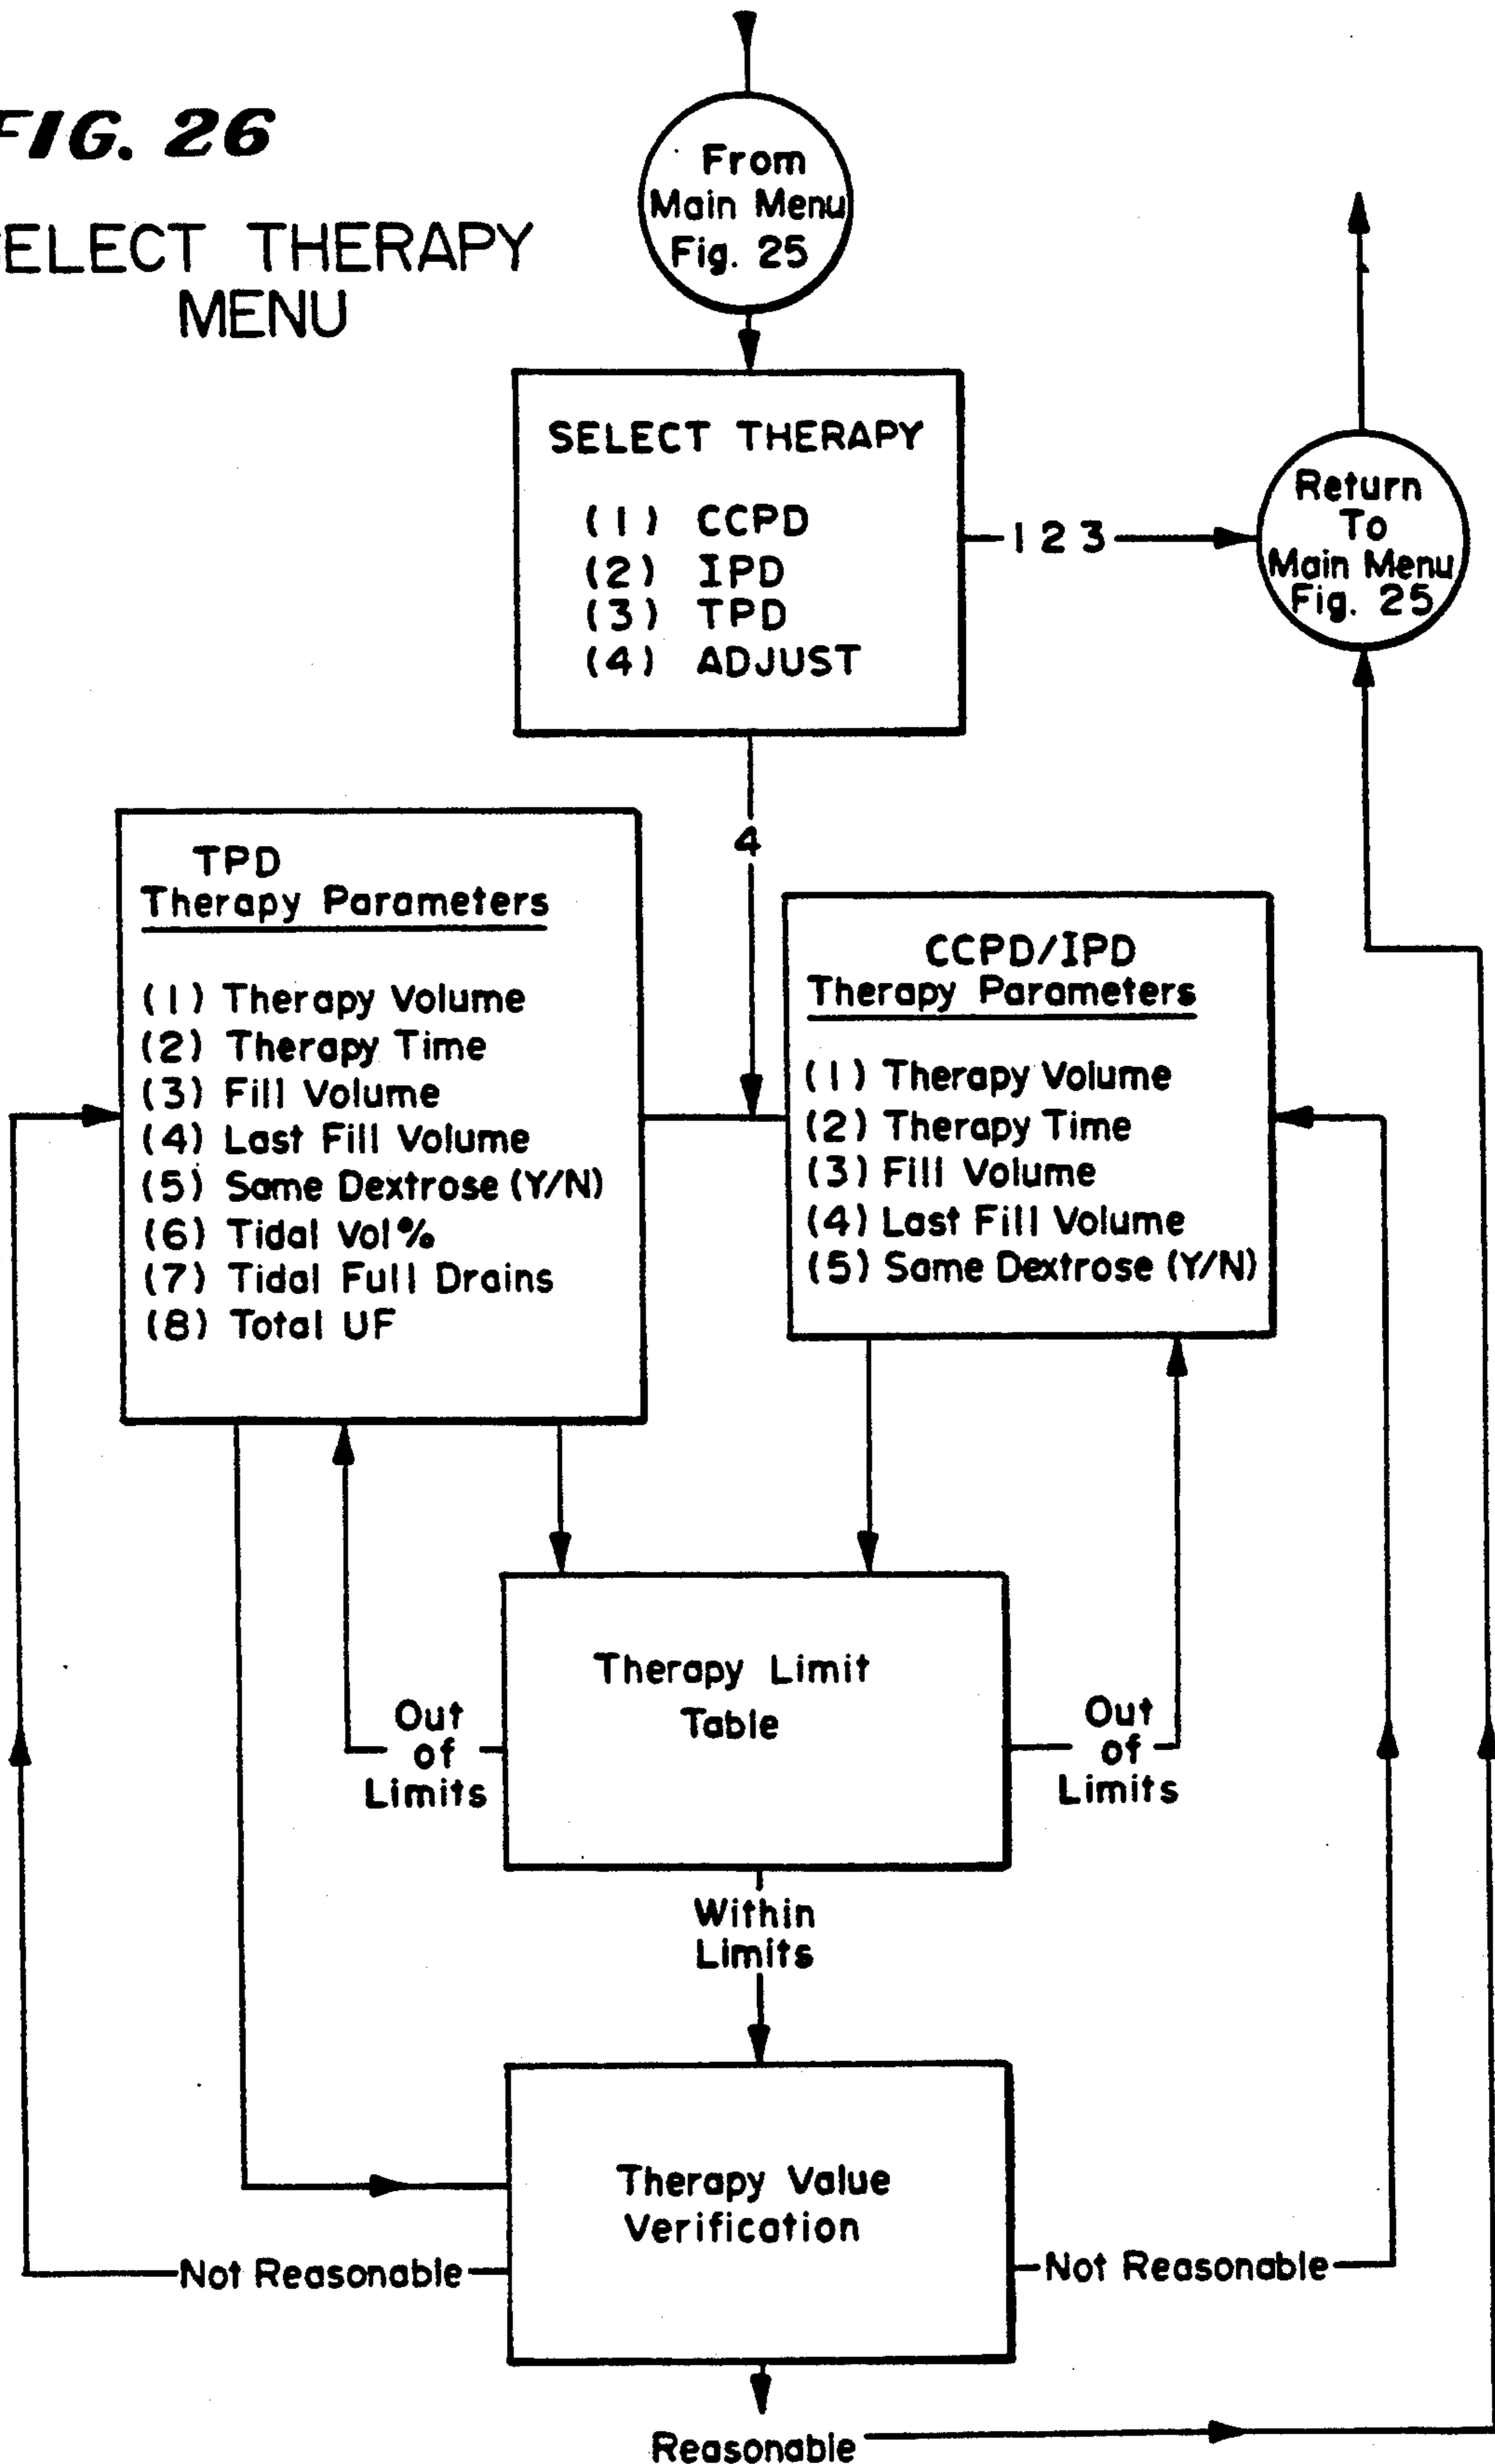 FIG. 26
ELECT THERAPY
MENU
From
Main Menu
Fig. 25
SELECT THERAPY
(1) CCPD
(2) IPD
(3) TPD
(4) ADJUST
1 2 3
Return
To
Main Menu
Fig. 25
4
TPD
Therapy Parameters
(1) Therapy Volume
(2) Therapy Time
(3) Fill Volume
(4) Last Fill Volume
(5) Same Dextrose (Y/N)
(6) Tidal Vol%
(7) Tidal Full Drains
(8) Total UF
CCPD/IPD
Therapy Parameters
(1) Therapy Volume
(2) Therapy Time
(3) Fill Volume
(4) Last Fill Volume
(5) Same Dextrose (Y/N)
Therapy Limit
Table
Out
of
Limits
Out
of
Limits
Within
Limits
Therapy Value
Verification
Not Reasonable
Not Reasonable
Reasonable